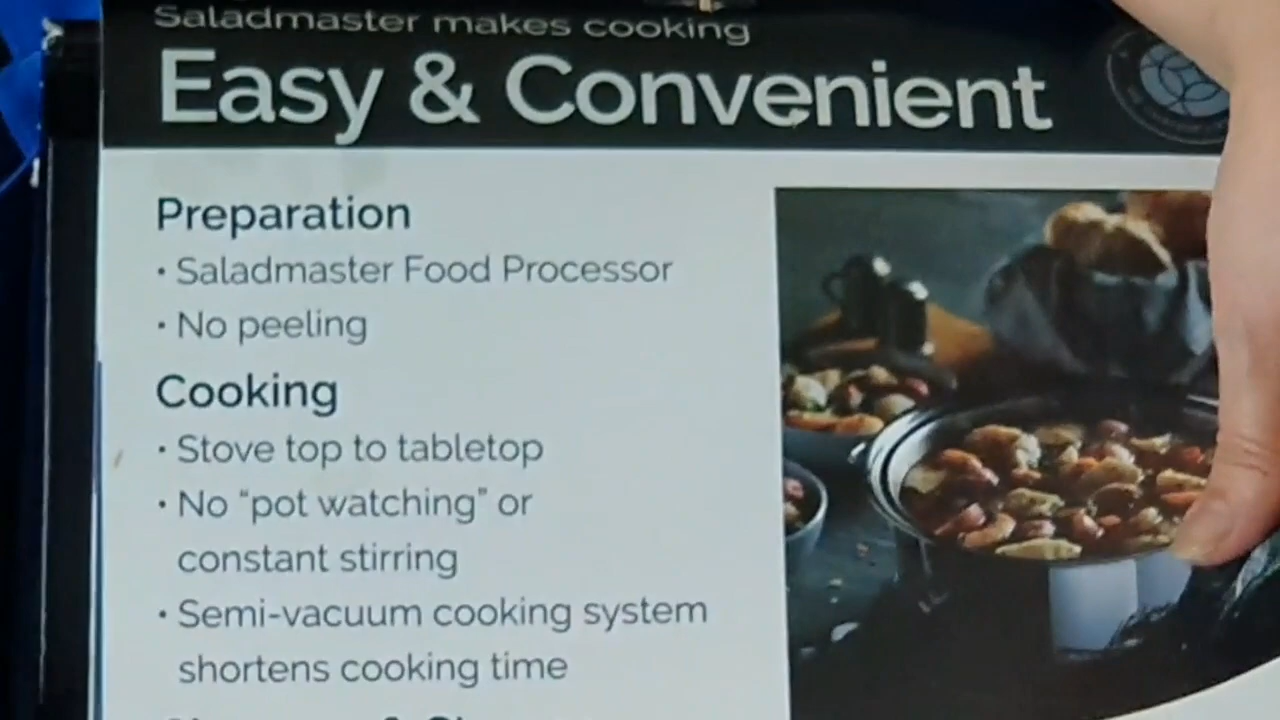 Saladmaster makes cooking
Easy & Convenient
Preparation
• Saladmaster Food Processor
• No peeling
Cooking
• Stove top to tabletop
• No “pot watching” or
constant stirring
• Semi-vacuum cooking system
shortens cooking time